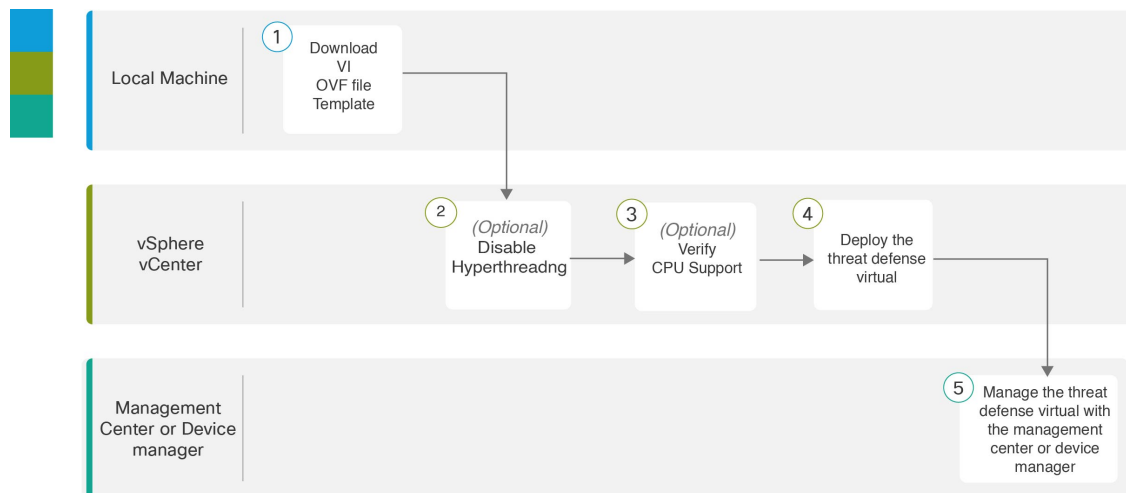 Local Machine
1
Download
VI
OVF file
Template
vSphere
vCenter
2
(Optional)
Disable
Hyperthreadng
3
(Optional)
Verify
CPU Support
4
Deploy the
threat defense
virtual
Management
Center or Device
manager
5
Manage the threat
defense virtual with
the management
center or device
manager